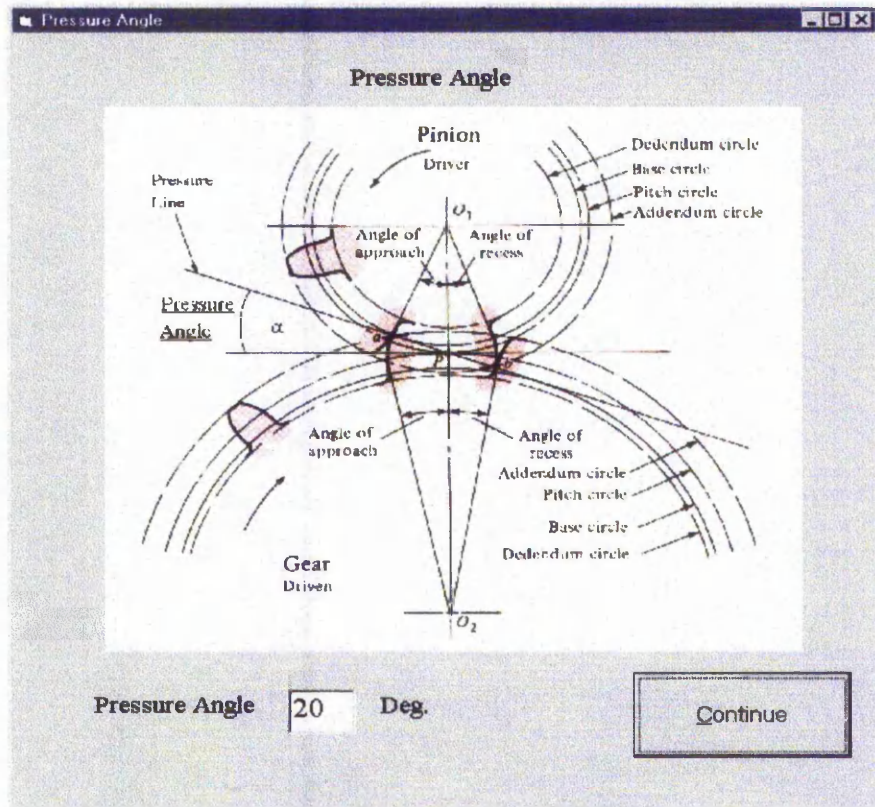 Pressure Angle
Pressure Angle
Pinion
Driver
Dedendum circle
Base circle
Pitch circle
Addendum circle
Pressure
Line
O1
Angle of
approach
Angle of
recess
Pressure
Angle
α
a
P
Angle of
approach
Angle of
recess
Addendum circle
Pitch circle
Base circle
Dedendum circle
Gear
Driven
O2
Pressure Angle 20 Deg.
Continue